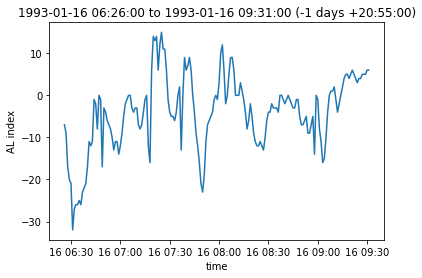 1993-01-16 06:26:00 to 1993-01-16 09:31:00 (-1 days +20:55:00)
AL index
10
0
−10
−20
−30
16 06:30 16 07:00 16 07:30 16 08:00 16 08:30 16 09:00 16 09:30
time